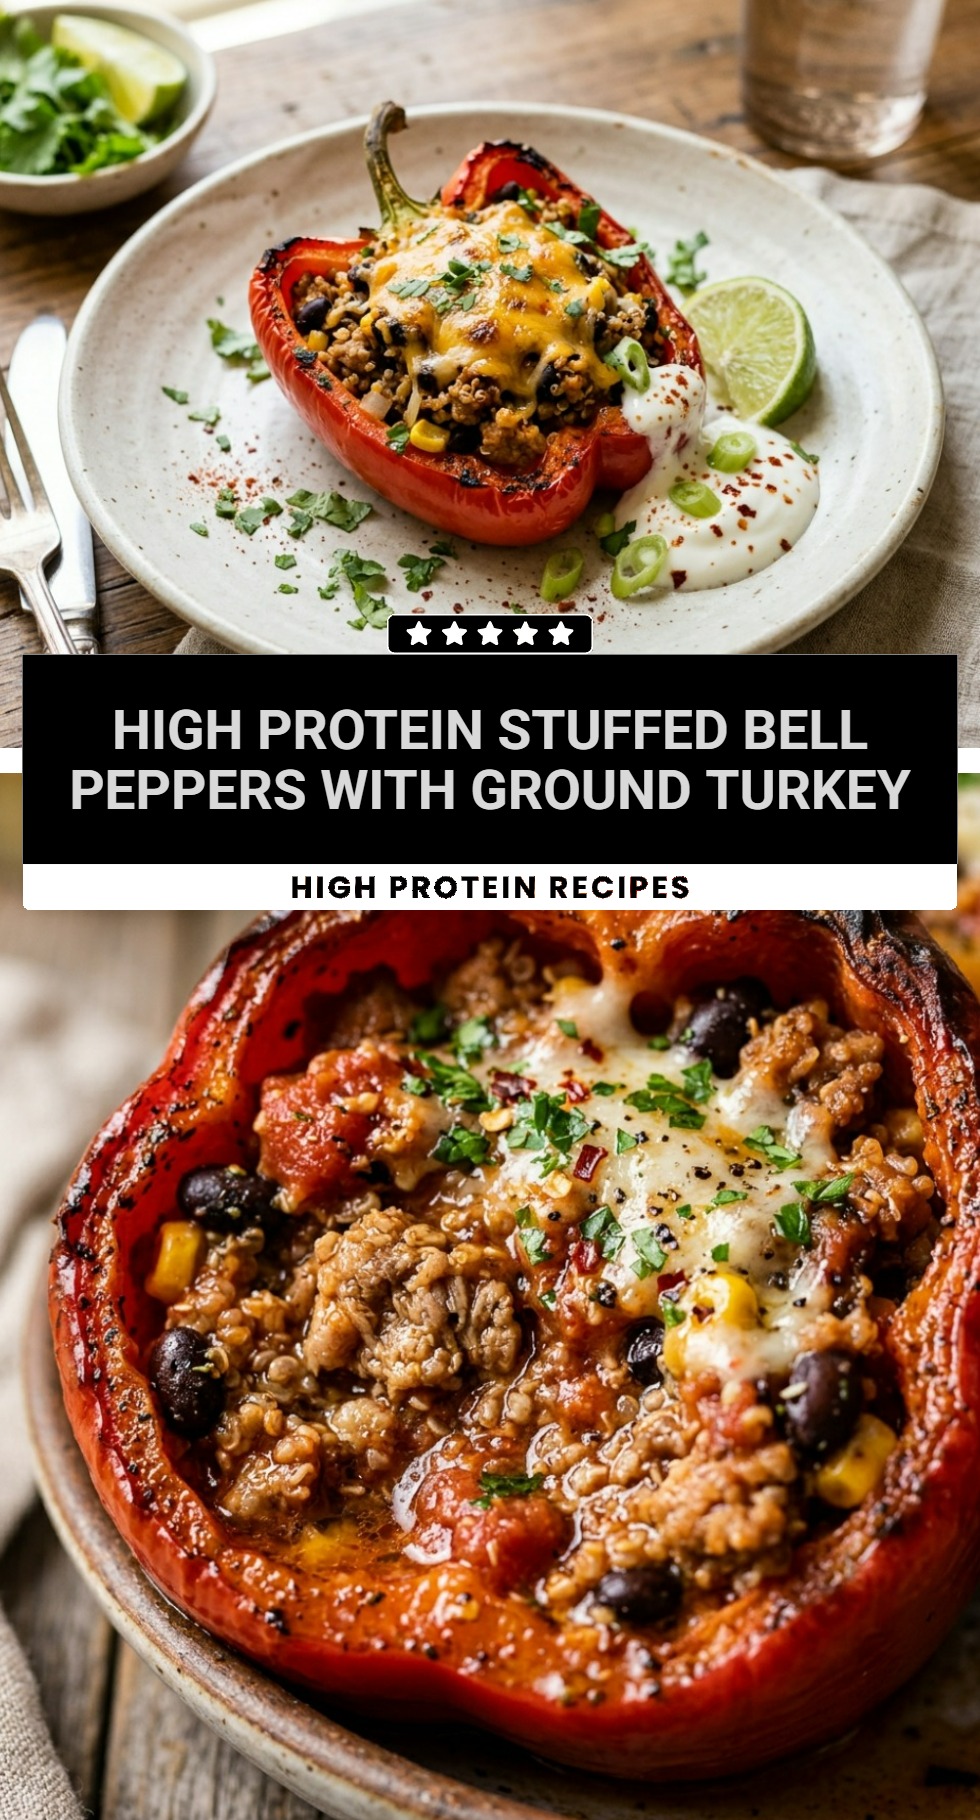 HIGH PROTEIN STUFFED BELL
PEPPERS WITH GROUND TURKEY
HIGH PROTEIN RECIPES